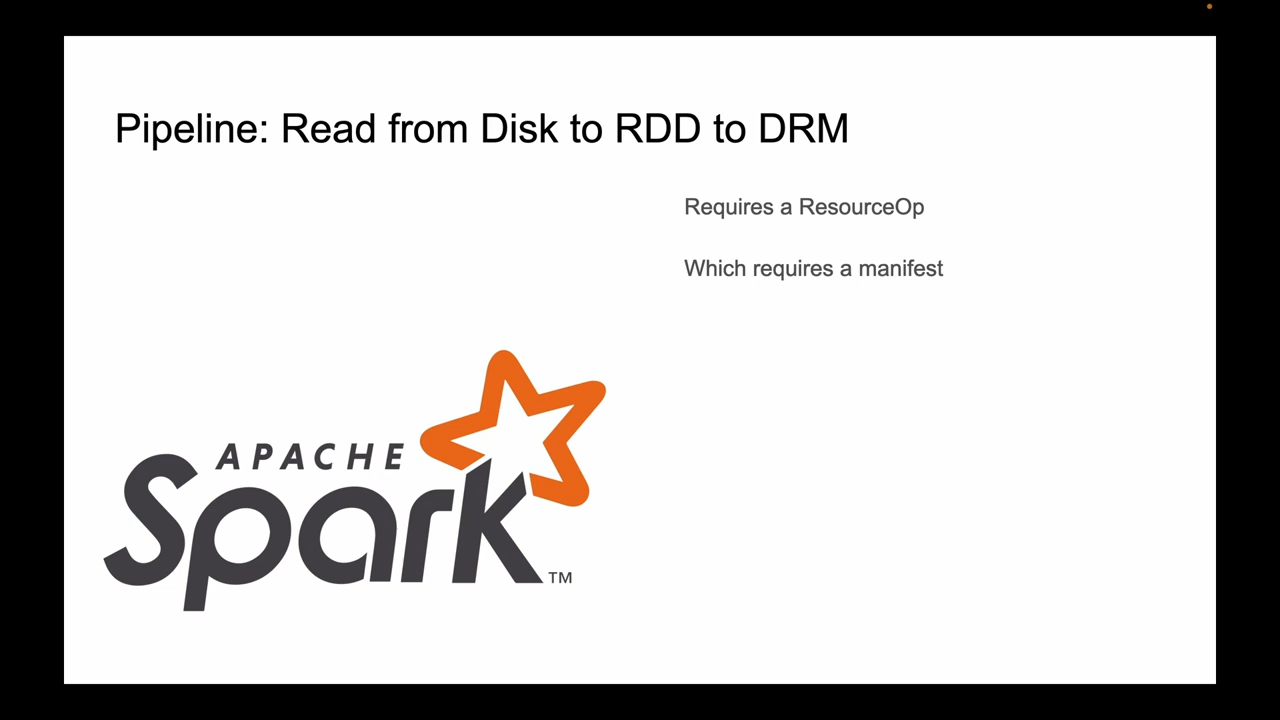 Pipeline: Read from Disk to RDD to DRM
Requires a ResourceOp
Which requires a manifest
APACHE
Spark
TM